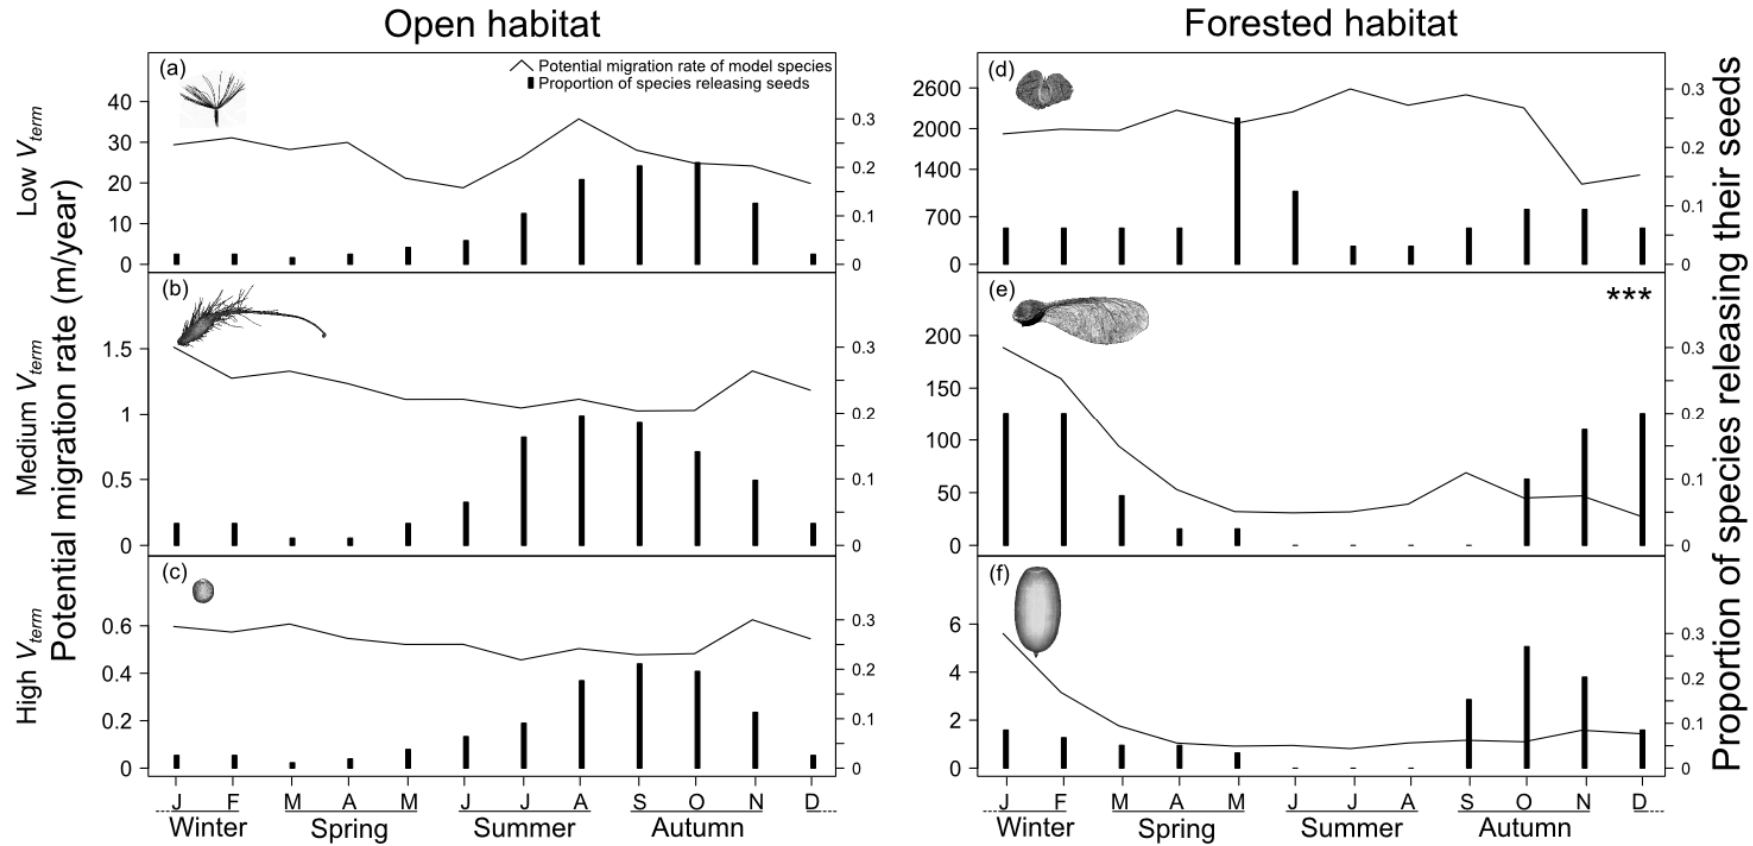 Open habitat
Forested habitat
Low Vterm
Medium Vterm
High Vterm
Potential migration rate (m/year)
Proportion of species releasing their seeds
(a)
Potential migration rate of model species
Proportion of species releasing seeds
40
30
20
10
0
0.3
0.2
0.1
0
(d)
2600
2000
1400
700
0
0.3
0.2
0.1
0
(b)
1.5
1
0.5
0
0.3
0.2
0.1
0
(e)
***
200
150
100
50
0
0.3
0.2
0.1
0
(c)
0.6
0.4
0.2
0
0.3
0.2
0.1
0
(f)
6
4
2
0
0.3
0.2
0.1
0
J F M A M J J A S O N D
Winter Spring Summer Autumn
J F M A M J J A S O N D
Winter Spring Summer Autumn